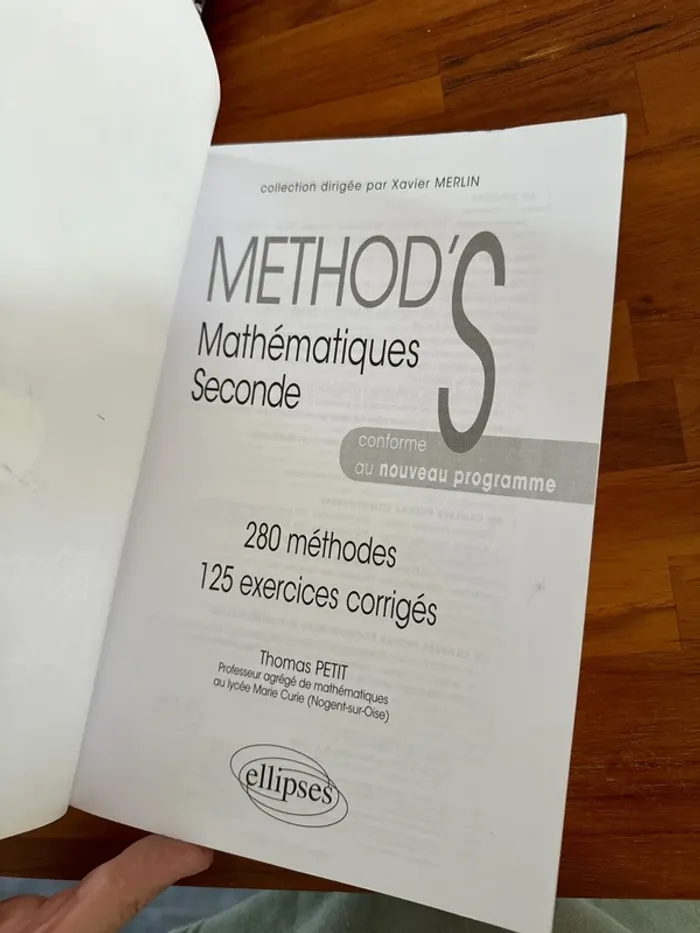 collection dirigée par Xavier MERLIN
METHOD'S
Mathématiques
Seconde
conforme
au nouveau programme
280 méthodes
125 exercices corrigés
Thomas PETIT
Professeur agrégé de mathématiques
au lycée Marie Curie (Nogent-sur-Oise)
ellipses